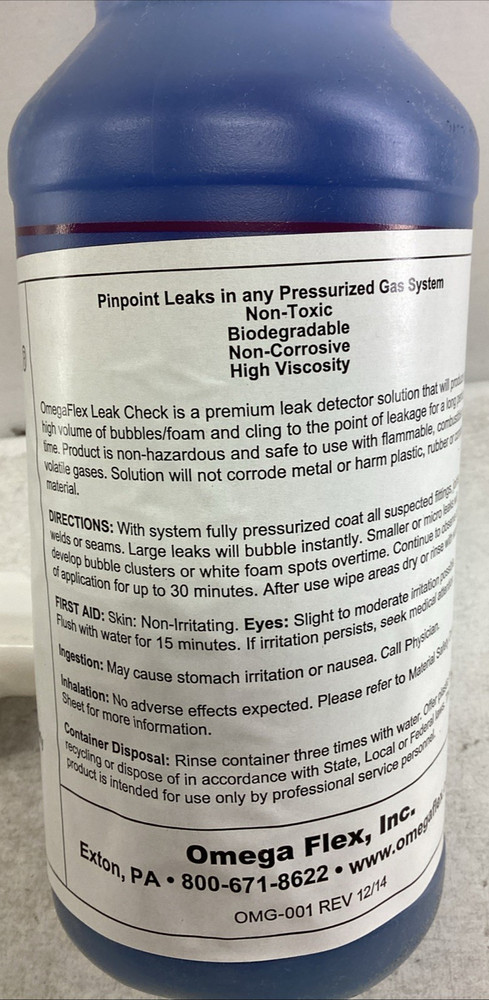 Pinpoint Leaks in any Pressurized Gas System
Non-Toxic
Biodegradable
Non-Corrosive
High Viscosity
OmegaFlex Leak Check is a premium leak detector solution that will
high volume of bubbles/foam and cling to the point of leakage for a long
time. Product is non-hazardous and safe to use with flammable,
volatile gases. Solution will not corrode metal or harm plastic, rubber or
material.
DIRECTIONS: With system fully pressurized coat all suspected fittings,
welds or seams. Large leaks will bubble instantly. Smaller or micro leaks
develop bubble clusters or white foam spots overtime. Continue to
of application for up to 30 minutes. After use wipe areas dry or rinse
FIRST AID: Skin: Non-Irritating. Eyes: Slight to moderate irritation
Flush with water for 15 minutes. If irritation persists, seek medical
Ingestion: May cause stomach irritation or nausea. Call Physician.
Inhalation: No adverse effects expected. Please refer to Material
Sheet for more information.
Container Disposal: Rinse container three times with water. Offer
recycling or dispose of in accordance with State, Local or Federal
product is intended for use only by professional service personnel.
Omega Flex, Inc.
Exton, PA • 800-671-8622 • www.omegaflex
OMG-001 REV 12/14